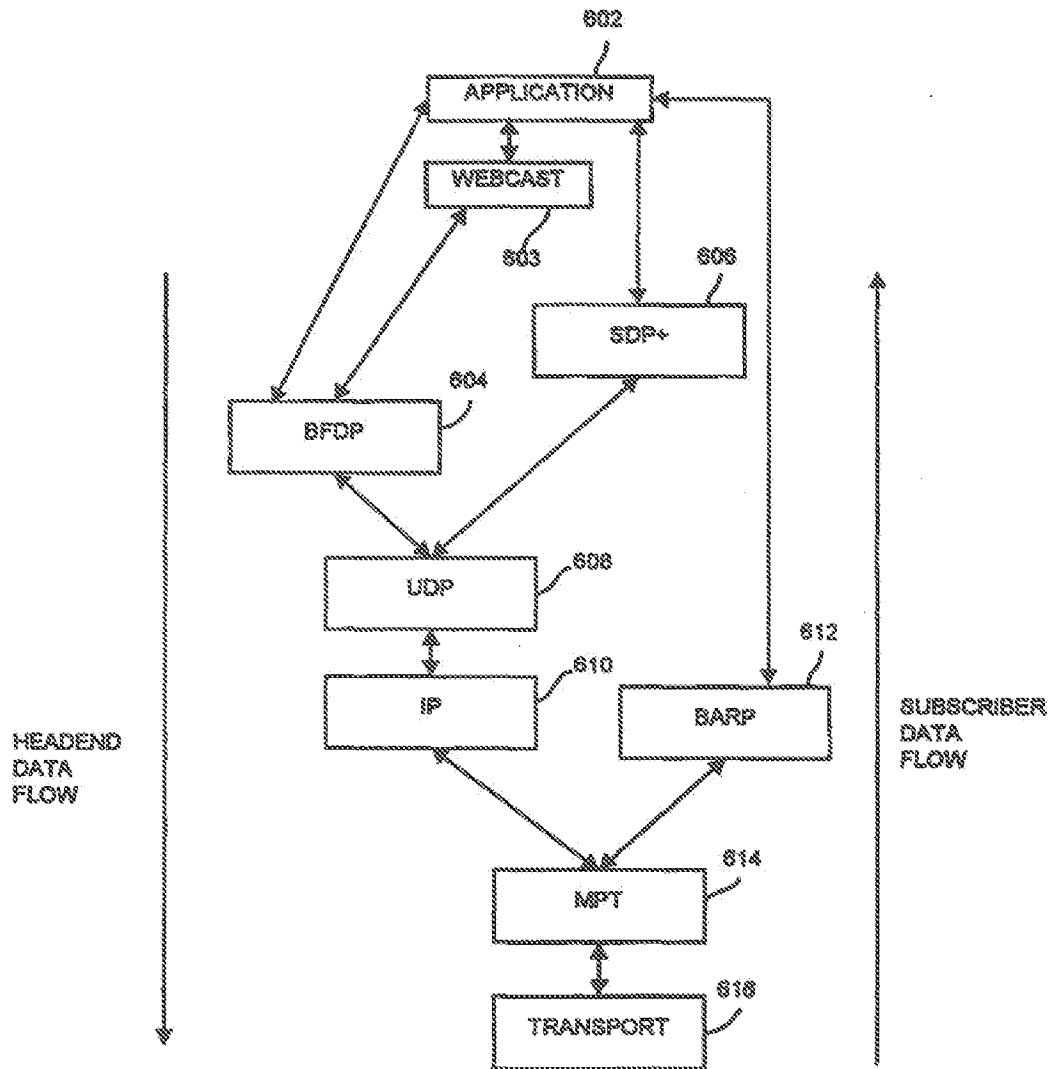 602
APPLICATION
WEBCAST
603
606
SDP+
604
BFDP
608
UDP
610
IP
612
BARP
HEADEND
DATA
FLOW
SUBSCRIBER
DATA
FLOW
614
MPT
616
TRANSPORT